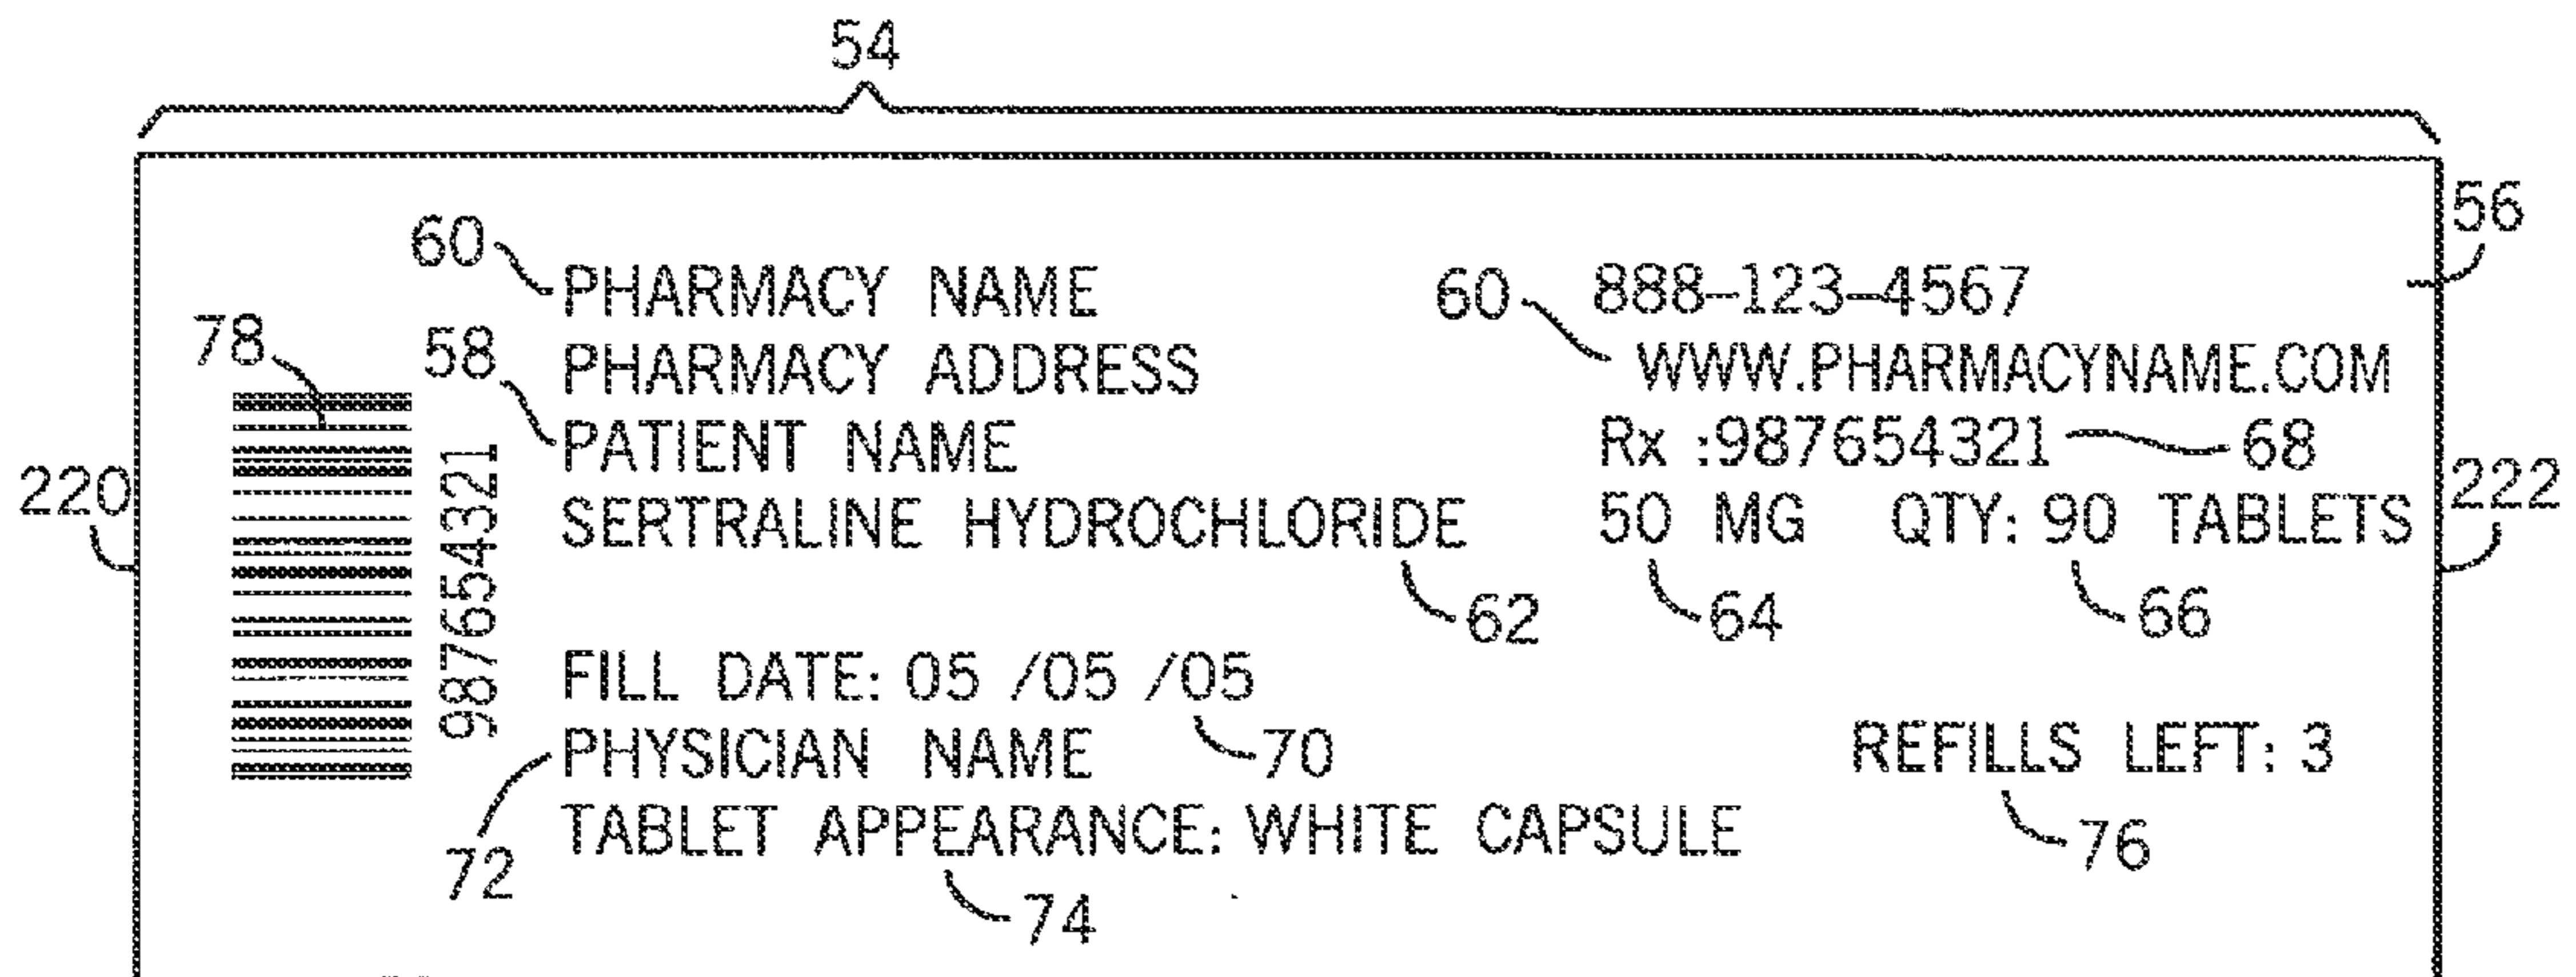 54
56
60 PHARMACY NAME 60 888-123-4567
78 58 PHARMACY ADDRESS WWW.PHARMACYNAME.COM
PATIENT NAME Rx :987654321 68
220 987654321 SERTRALINE HYDROCHLORIDE 50 MG QTY: 90 TABLETS 222
62 64 66
FILL DATE: 05 /05 /05
72 PHYSICIAN NAME 70 REFILLS LEFT: 3
TABLET APPEARANCE: WHITE CAPSULE 76
74